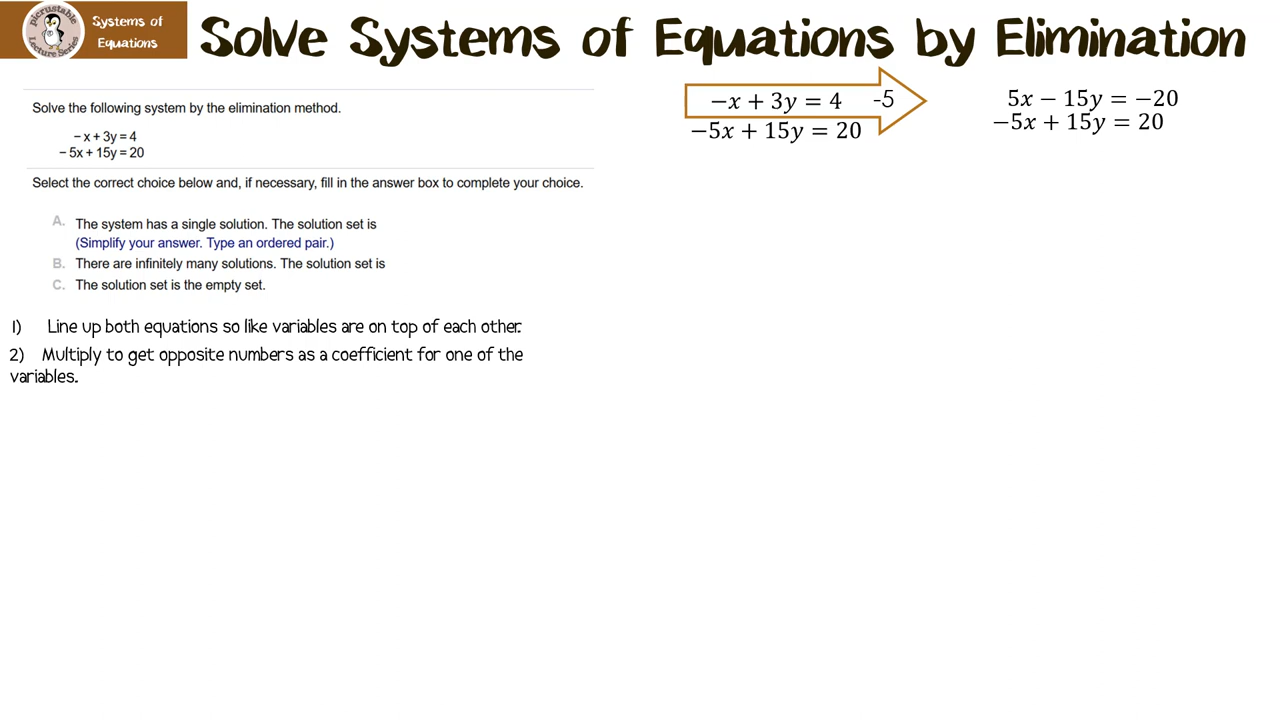 picrustable
Lecture Series
Systems of
Equations
Solve Systems of Equations by Elimination
Solve the following system by the elimination method.
− x + 3y = 4
− 5x + 15y = 20
Select the correct choice below and, if necessary, fill in the answer box to complete your choice.
A. The system has a single solution. The solution set is
(Simplify your answer. Type an ordered pair.)
B. There are infinitely many solutions. The solution set is
C. The solution set is the empty set.
1) Line up both equations so like variables are on top of each other.
2) Multiply to get opposite numbers as a coefficient for one of the
variables.
−x + 3y = 4 -5
−5x + 15y = 20
5x − 15y = −20
−5x + 15y = 20